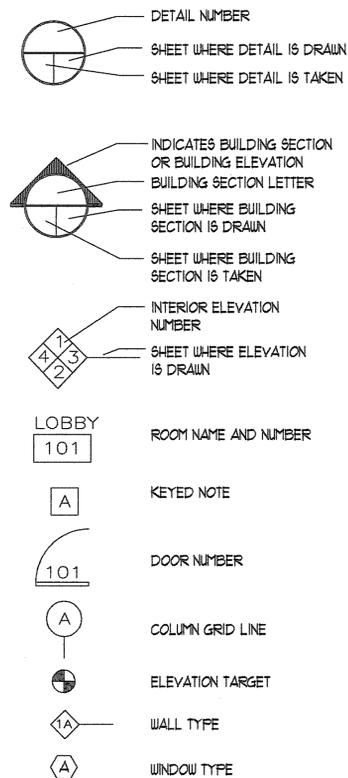 DETAIL NUMBER
SHEET WHERE DETAIL IS DRAWN
SHEET WHERE DETAIL IS TAKEN
INDICATES BUILDING SECTION
OR BUILDING ELEVATION
BUILDING SECTION LETTER
SHEET WHERE BUILDING
SECTION IS DRAWN
SHEET WHERE BUILDING
SECTION IS TAKEN
INTERIOR ELEVATION
NUMBER
1
4 3
2
SHEET WHERE ELEVATION
IS DRAWN
LOBBY
101
ROOM NAME AND NUMBER
A
KEYED NOTE
101
DOOR NUMBER
A
COLUMN GRID LINE
ELEVATION TARGET
1A
WALL TYPE
A
WINDOW TYPE